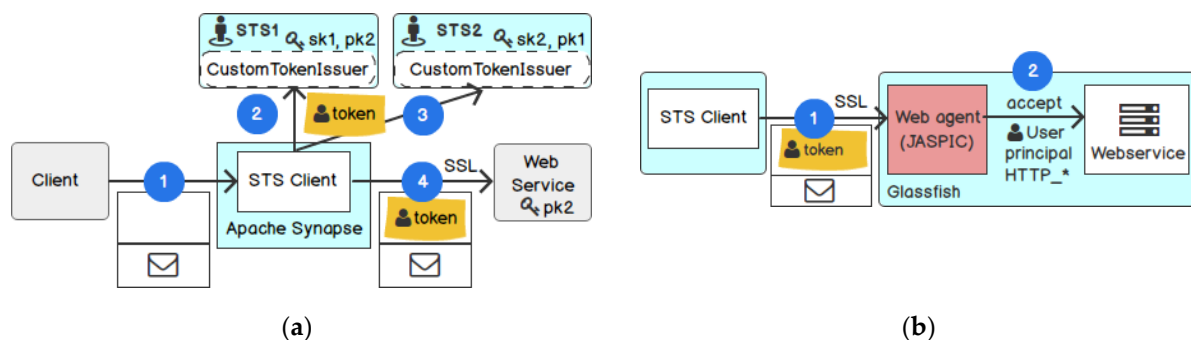 STS1
sk1, pk2
CustomTokenIssuer
STS2
sk2, pk1
CustomTokenIssuer
2
token
3
Client
1
STS Client
Apache Synapse
4
SSL
token
Web
Service
pk2
(a)
STS Client
1
SSL
token
Web agent
(JASPIC)
2
accept
User
principal
HTTP_*
Glassfish
Webservice
(b)